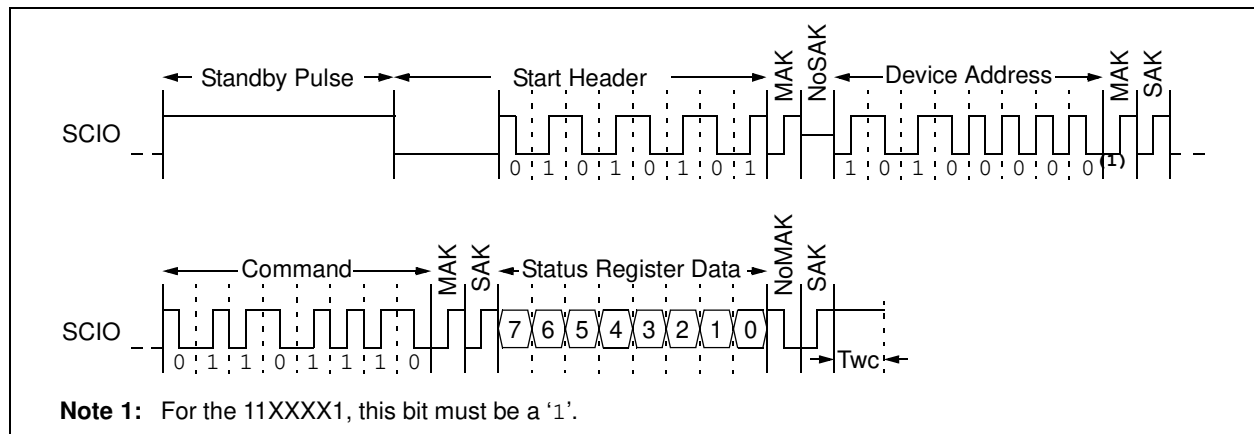 Standby Pulse Start Header MAK NoSAK Device Address MAK SAK
SCIO
0 1 0 1 0 1 0 1 1 0 1 0 0 0 0 0(1)
Command MAK SAK Status Register Data NoMAK SAK
SCIO 7 6 5 4 3 2 1 0
0 1 1 0 1 1 1 0 Twc
Note 1: For the 11XXXX1, this bit must be a ‘1’.